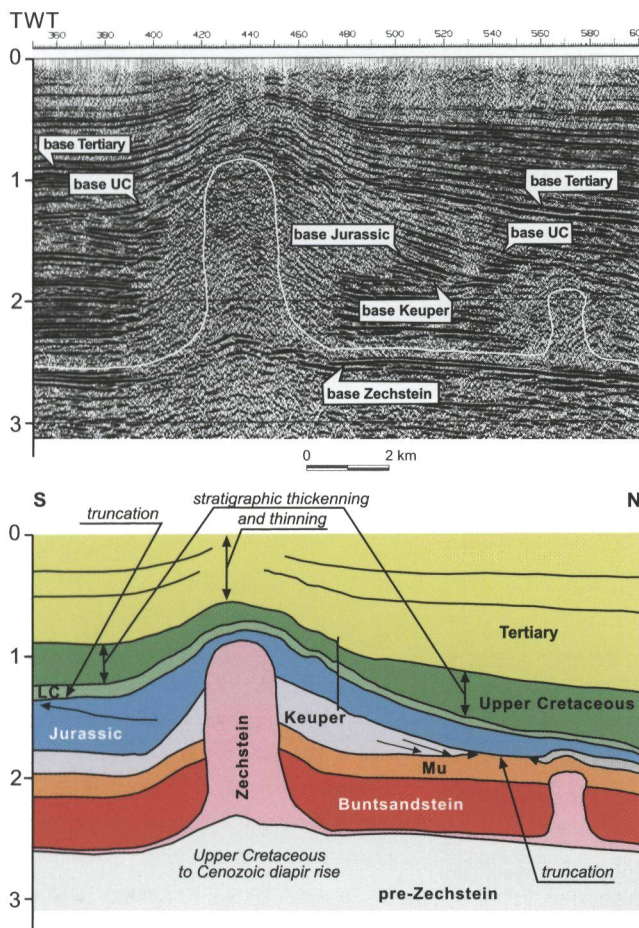 TWT
360 380 400 420 440 460 480 500 520 540 560 580 60
0
base Tertiary
1
base UC
base Tertiary
base Jurassic
base UC
2
base Keuper
base Zechstein
3
0 2 km
S
stratigraphic thickenning
N
truncation
and thinning
0
Tertiary
1
LC
Upper Cretaceous
Jurassic
Keuper
Zechstein
Mu
2
Buntsandstein
Upper Cretaceous
to Cenozoic diapir rise
truncation
pre-Zechstein
3